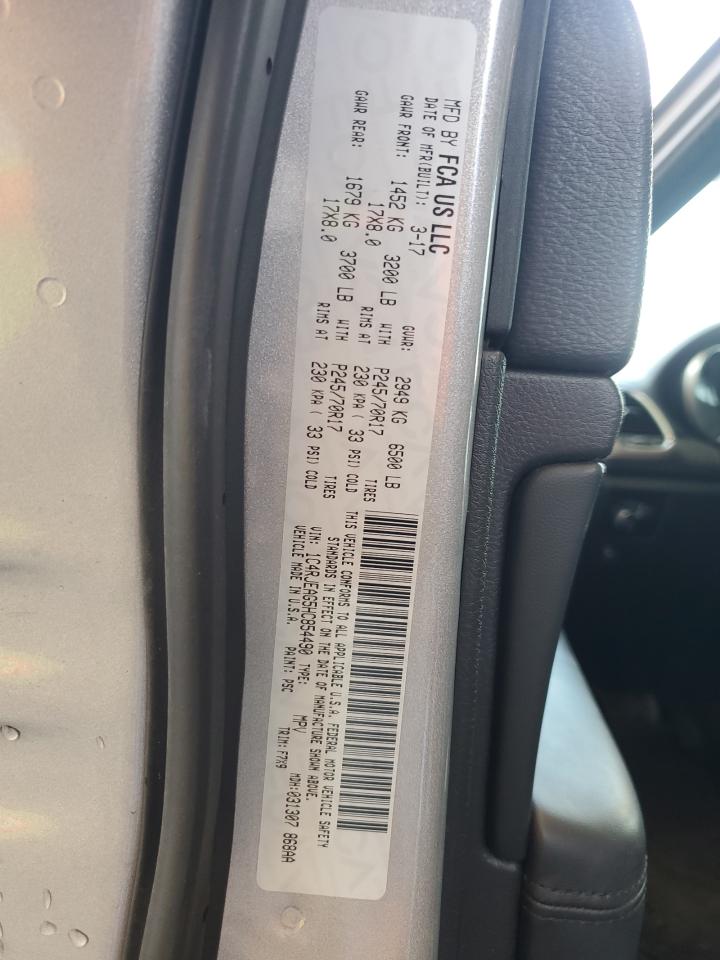 MFD BY FCA US LLC
DATE OF MFR(BUILT): 3-17 GVWR: 2949 KG 6500 LB
GAWR FRONT: 1452 KG 3200 LB WITH P245/70R17 TIRES
17X8.0 RIMS AT 230 KPA ( 33 PSI) COLD
GAWR REAR: 1679 KG 3700 LB WITH P245/70R17 TIRES
17X8.0 RIMS AT 230 KPA ( 33 PSI) COLD
THIS VEHICLE CONFORMS TO ALL APPLICABLE U.S.A. FEDERAL MOTOR VEHICLE SAFETY
STANDARDS IN EFFECT ON THE DATE OF MANUFACTURE SHOWN ABOVE.
VIN: 1C4RJEAG5HC854490 TYPE: MPV MDH:031307 868AA
VEHICLE MADE IN U.S.A. PAINT: PSC TRIM:F7X9